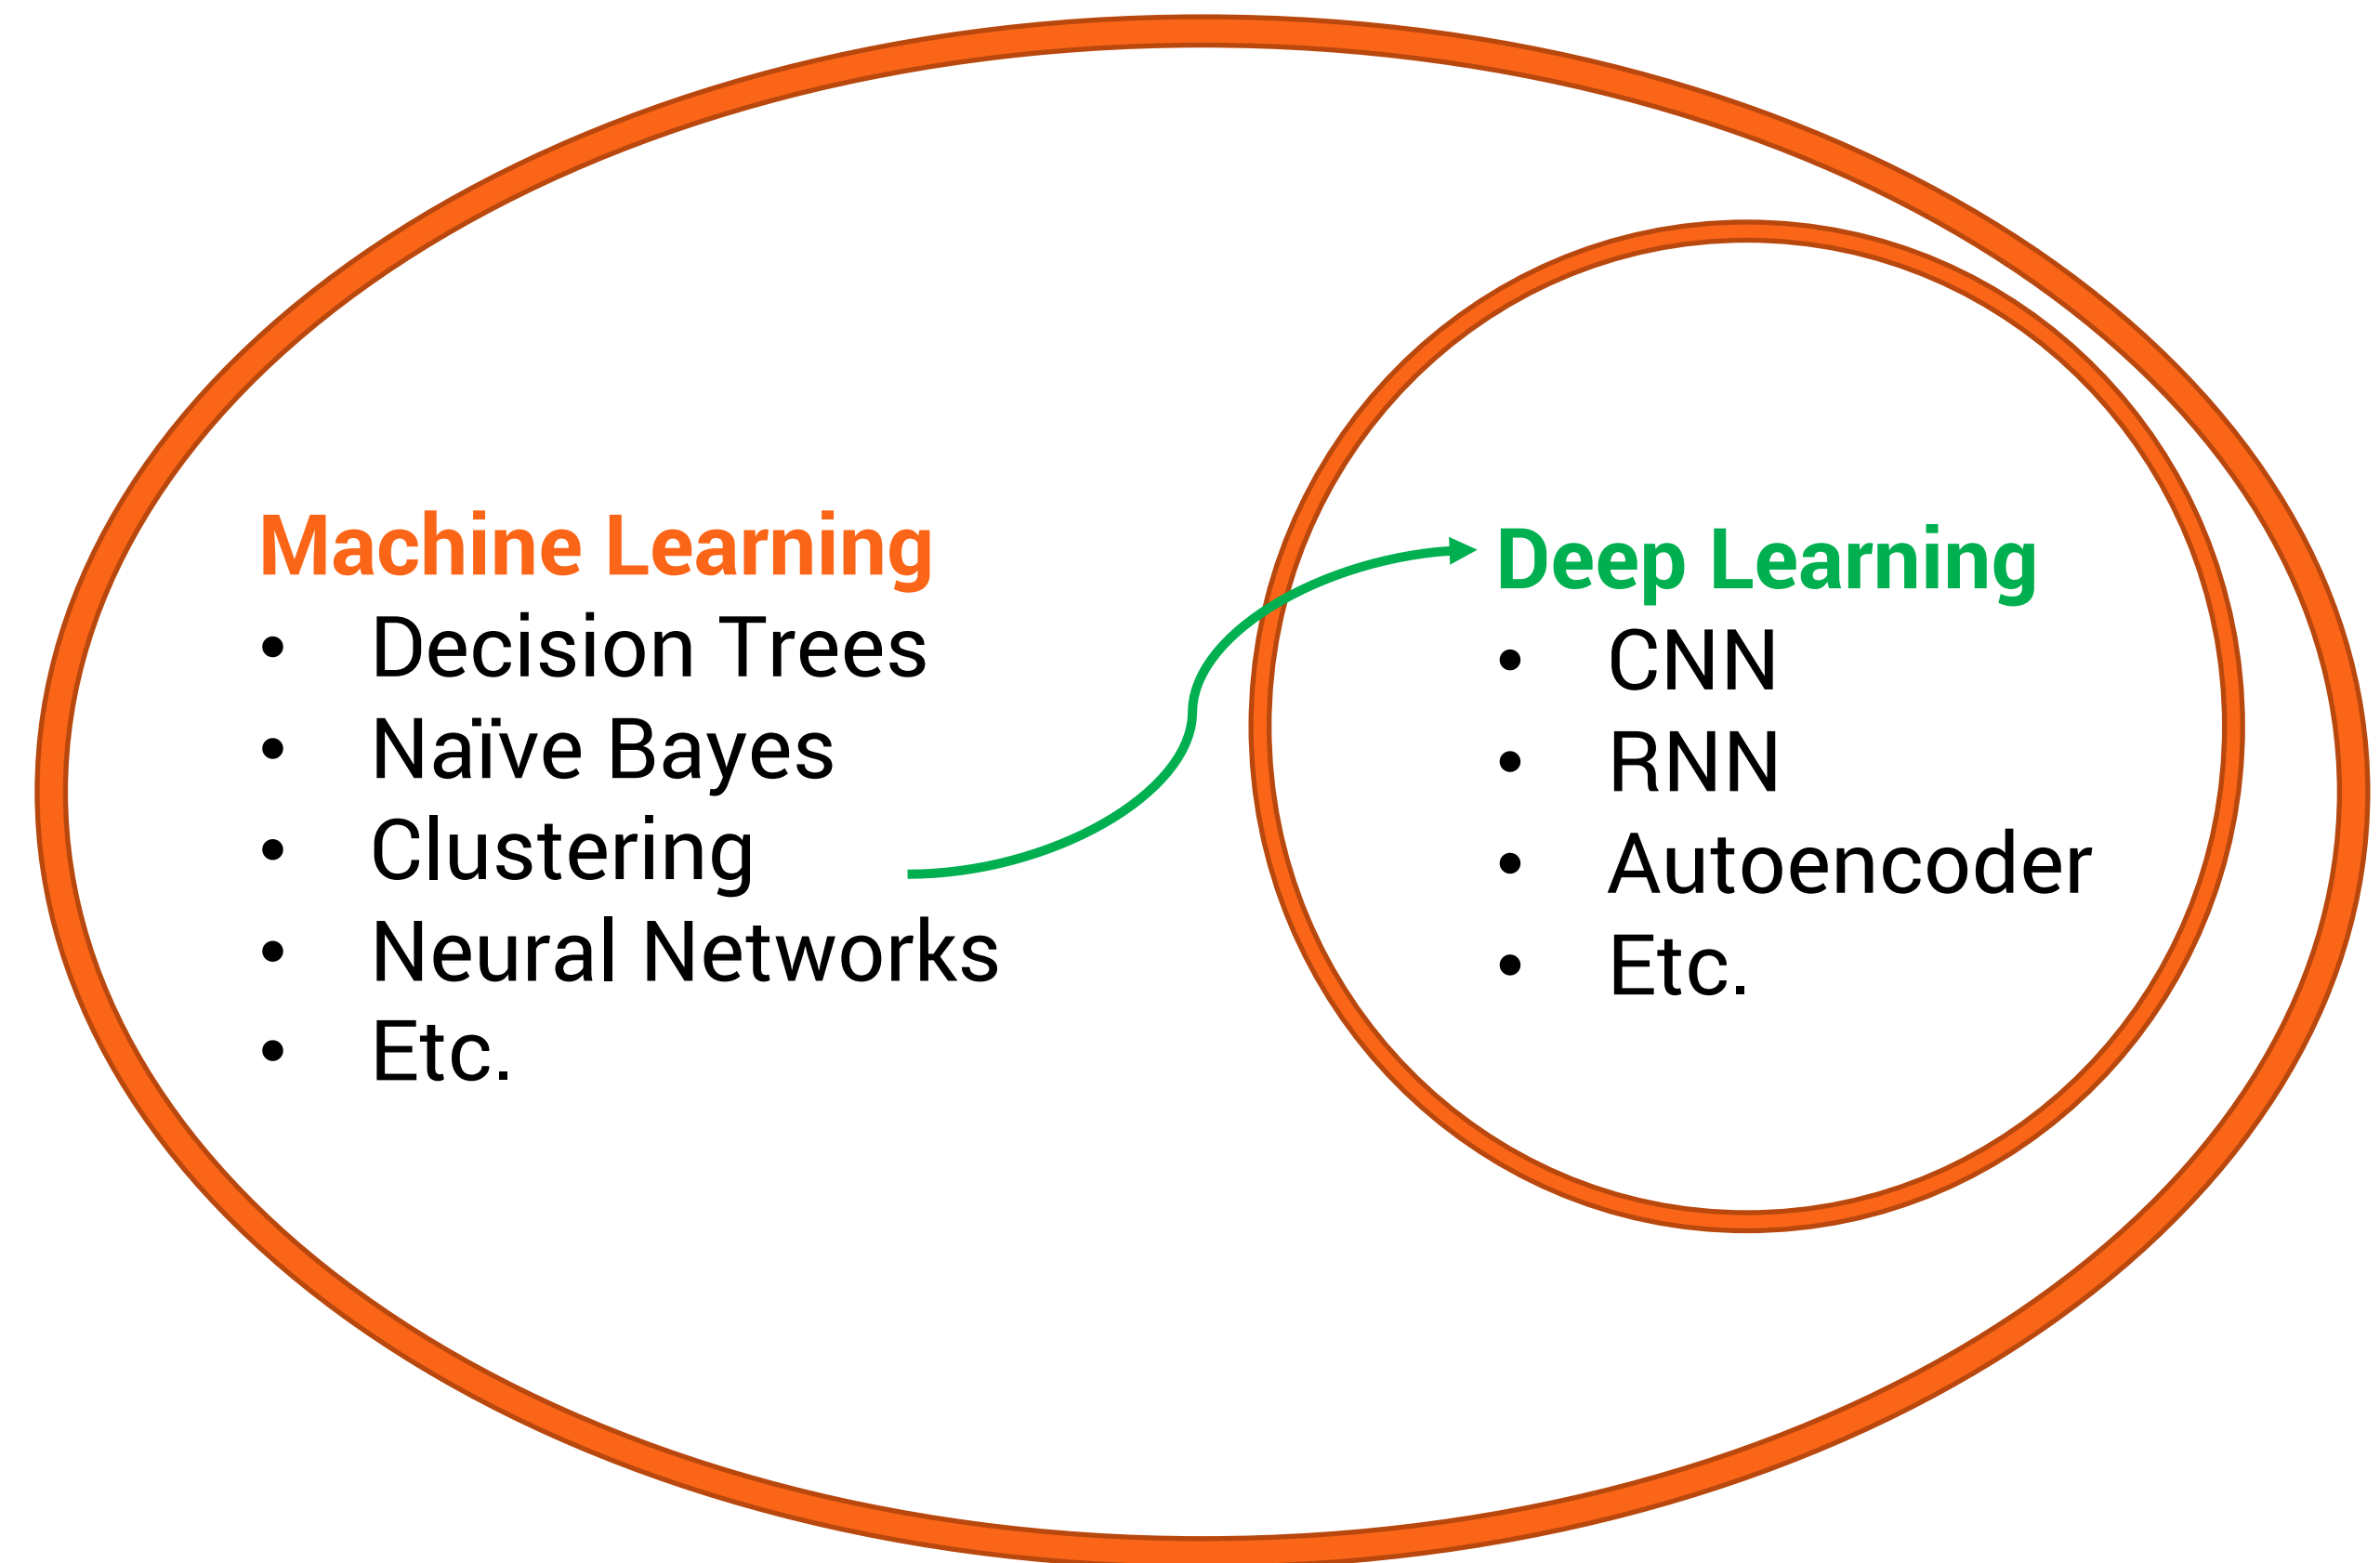 Machine Learning
• Decision Trees
• Naïve Bayes
• Clustering
• Neural Networks
• Etc.
Deep Learning
• CNN
• RNN
• Autoencoder
• Etc.